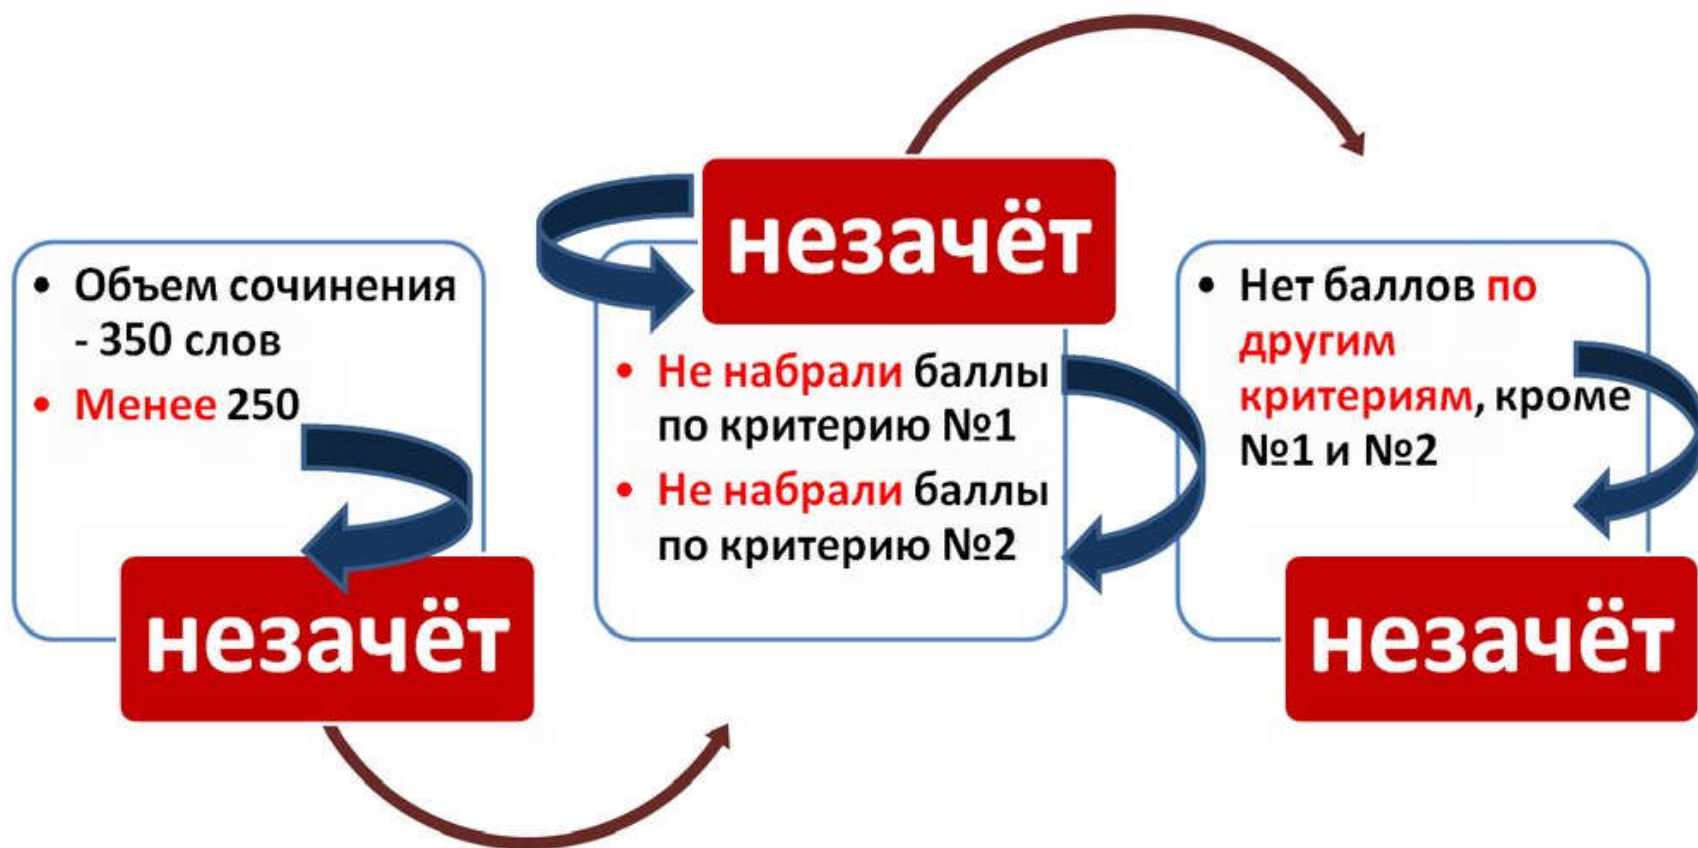 • Объем сочинения
- 350 слов
• Менее 250
незачёт
незачёт
• Не набрали баллы
по критерию №1
• Не набрали баллы
по критерию №2
• Нет баллов по
другим
критериям, кроме
№1 и №2
незачёт